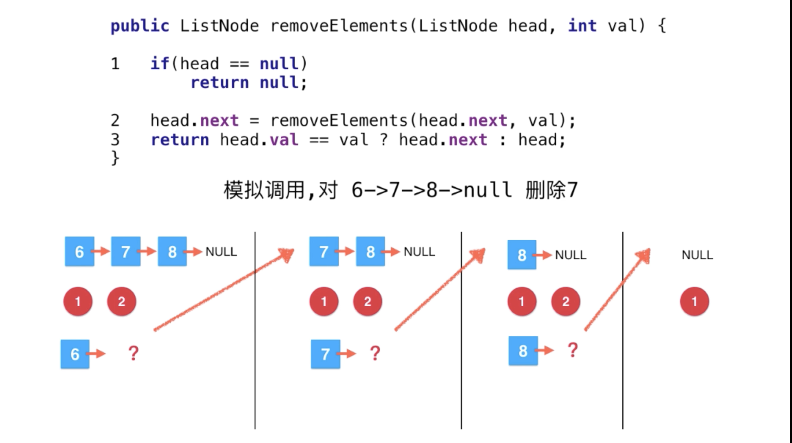 public ListNode removeElements(ListNode head, int val) {
1 if(head == null)
return null;
2 head.next = removeElements(head.next, val);
3 return head.val == val ? head.next : head;
}
模拟调用,对 6->7->8->null 删除7
6 7 8 NULL 7 8 NULL 8 NULL NULL
1 2 1 2 1 2 1
6 ? 7 ? 8 ?